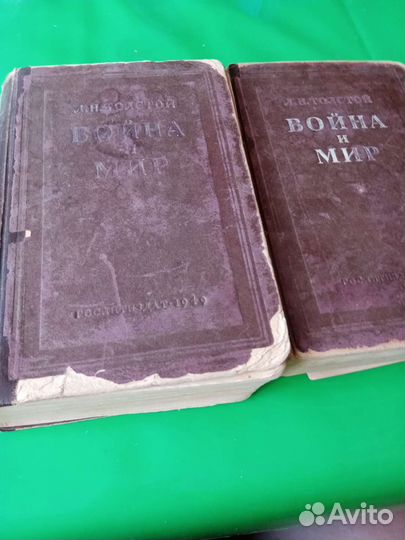 Л.Н.ТОЛСТОЙ
ВОЙНА
И
МИР
ГОСЛИТИЗДАТ·1949
Л.Н.ТОЛСТОЙ
ВОЙНА
И
МИР
Avito